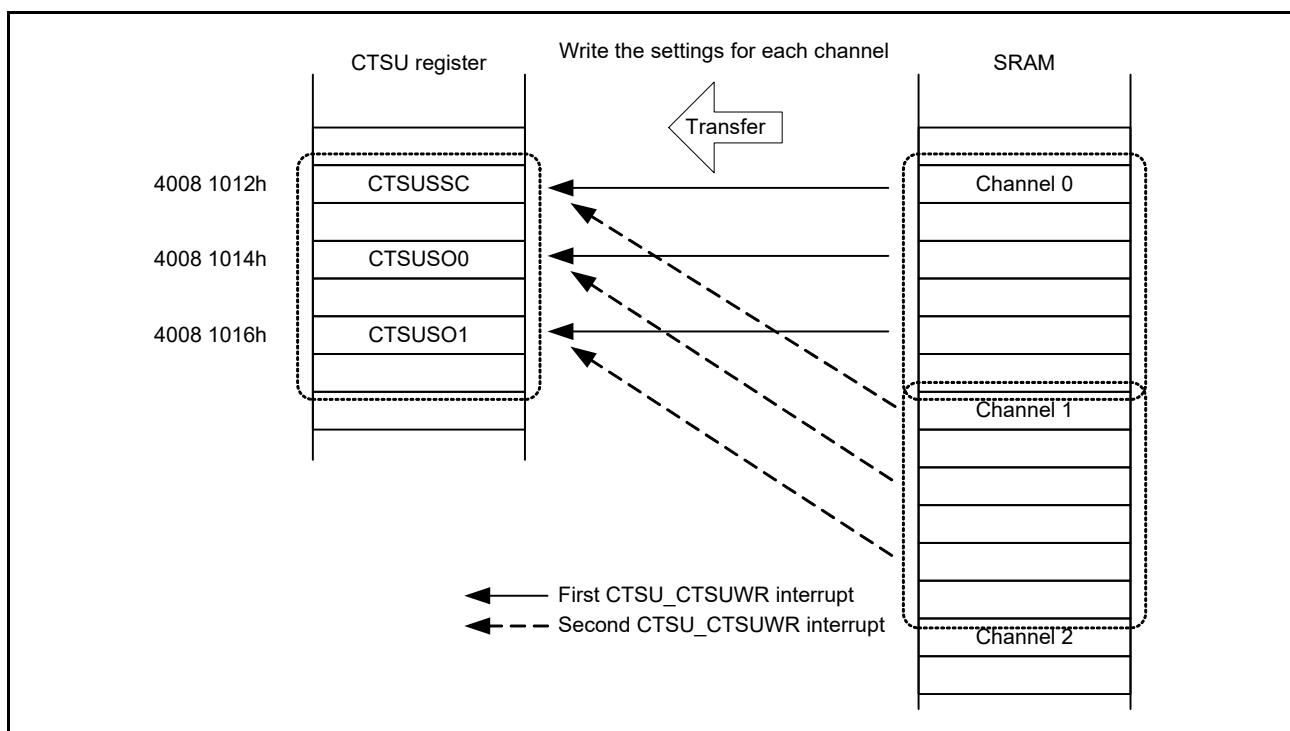 Write the settings for each channel
CTSU register
SRAM
Transfer
4008 1012h
CTSUSSC
Channel 0
4008 1014h
CTSUSO0
4008 1016h
CTSUSO1
Channel 1
First CTSU_CTSUWR interrupt
Second CTSU_CTSUWR interrupt
Channel 2